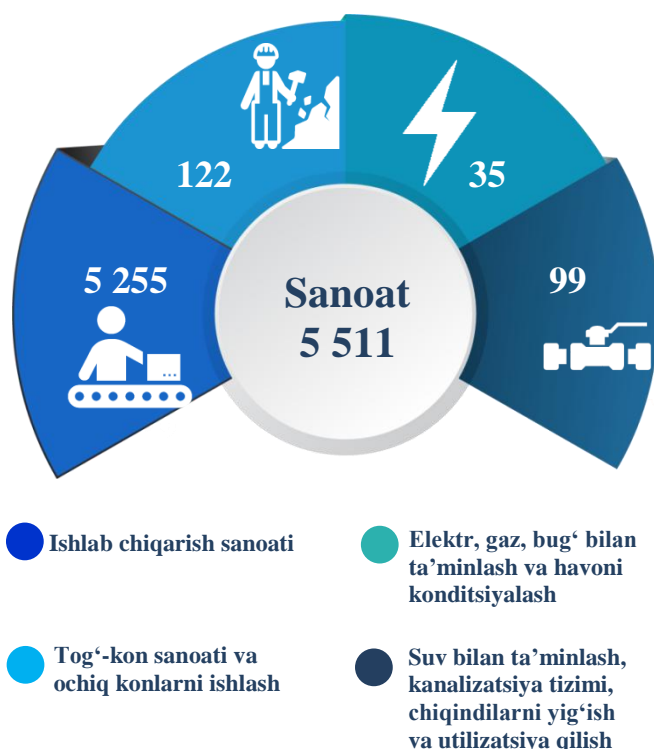 122
35
5 255
99
Sanoat
5 511
Ishlab chiqarish sanoati
Elektr, gaz, bug‘ bilan
ta’minlash va havoni
konditsiyalash
Tog‘-kon sanoati va
ochiq konlarni ishlash
Suv bilan ta’minlash,
kanalizatsiya tizimi,
chiqindilarni yig‘ish
va utilizatsiya qilish